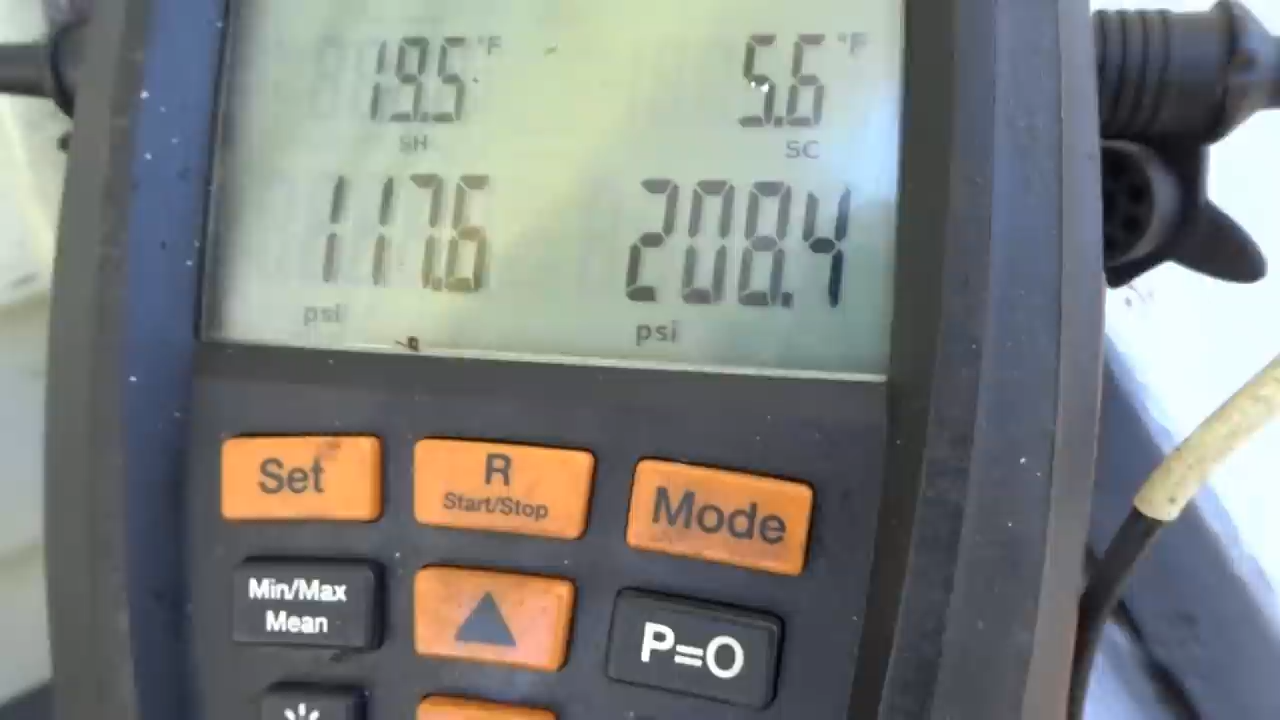 19.5 °F 5.6 °F
SH SC
117.6 208.4
psi psi
Set R Mode
Start/Stop
Min/Max
Mean
P=O